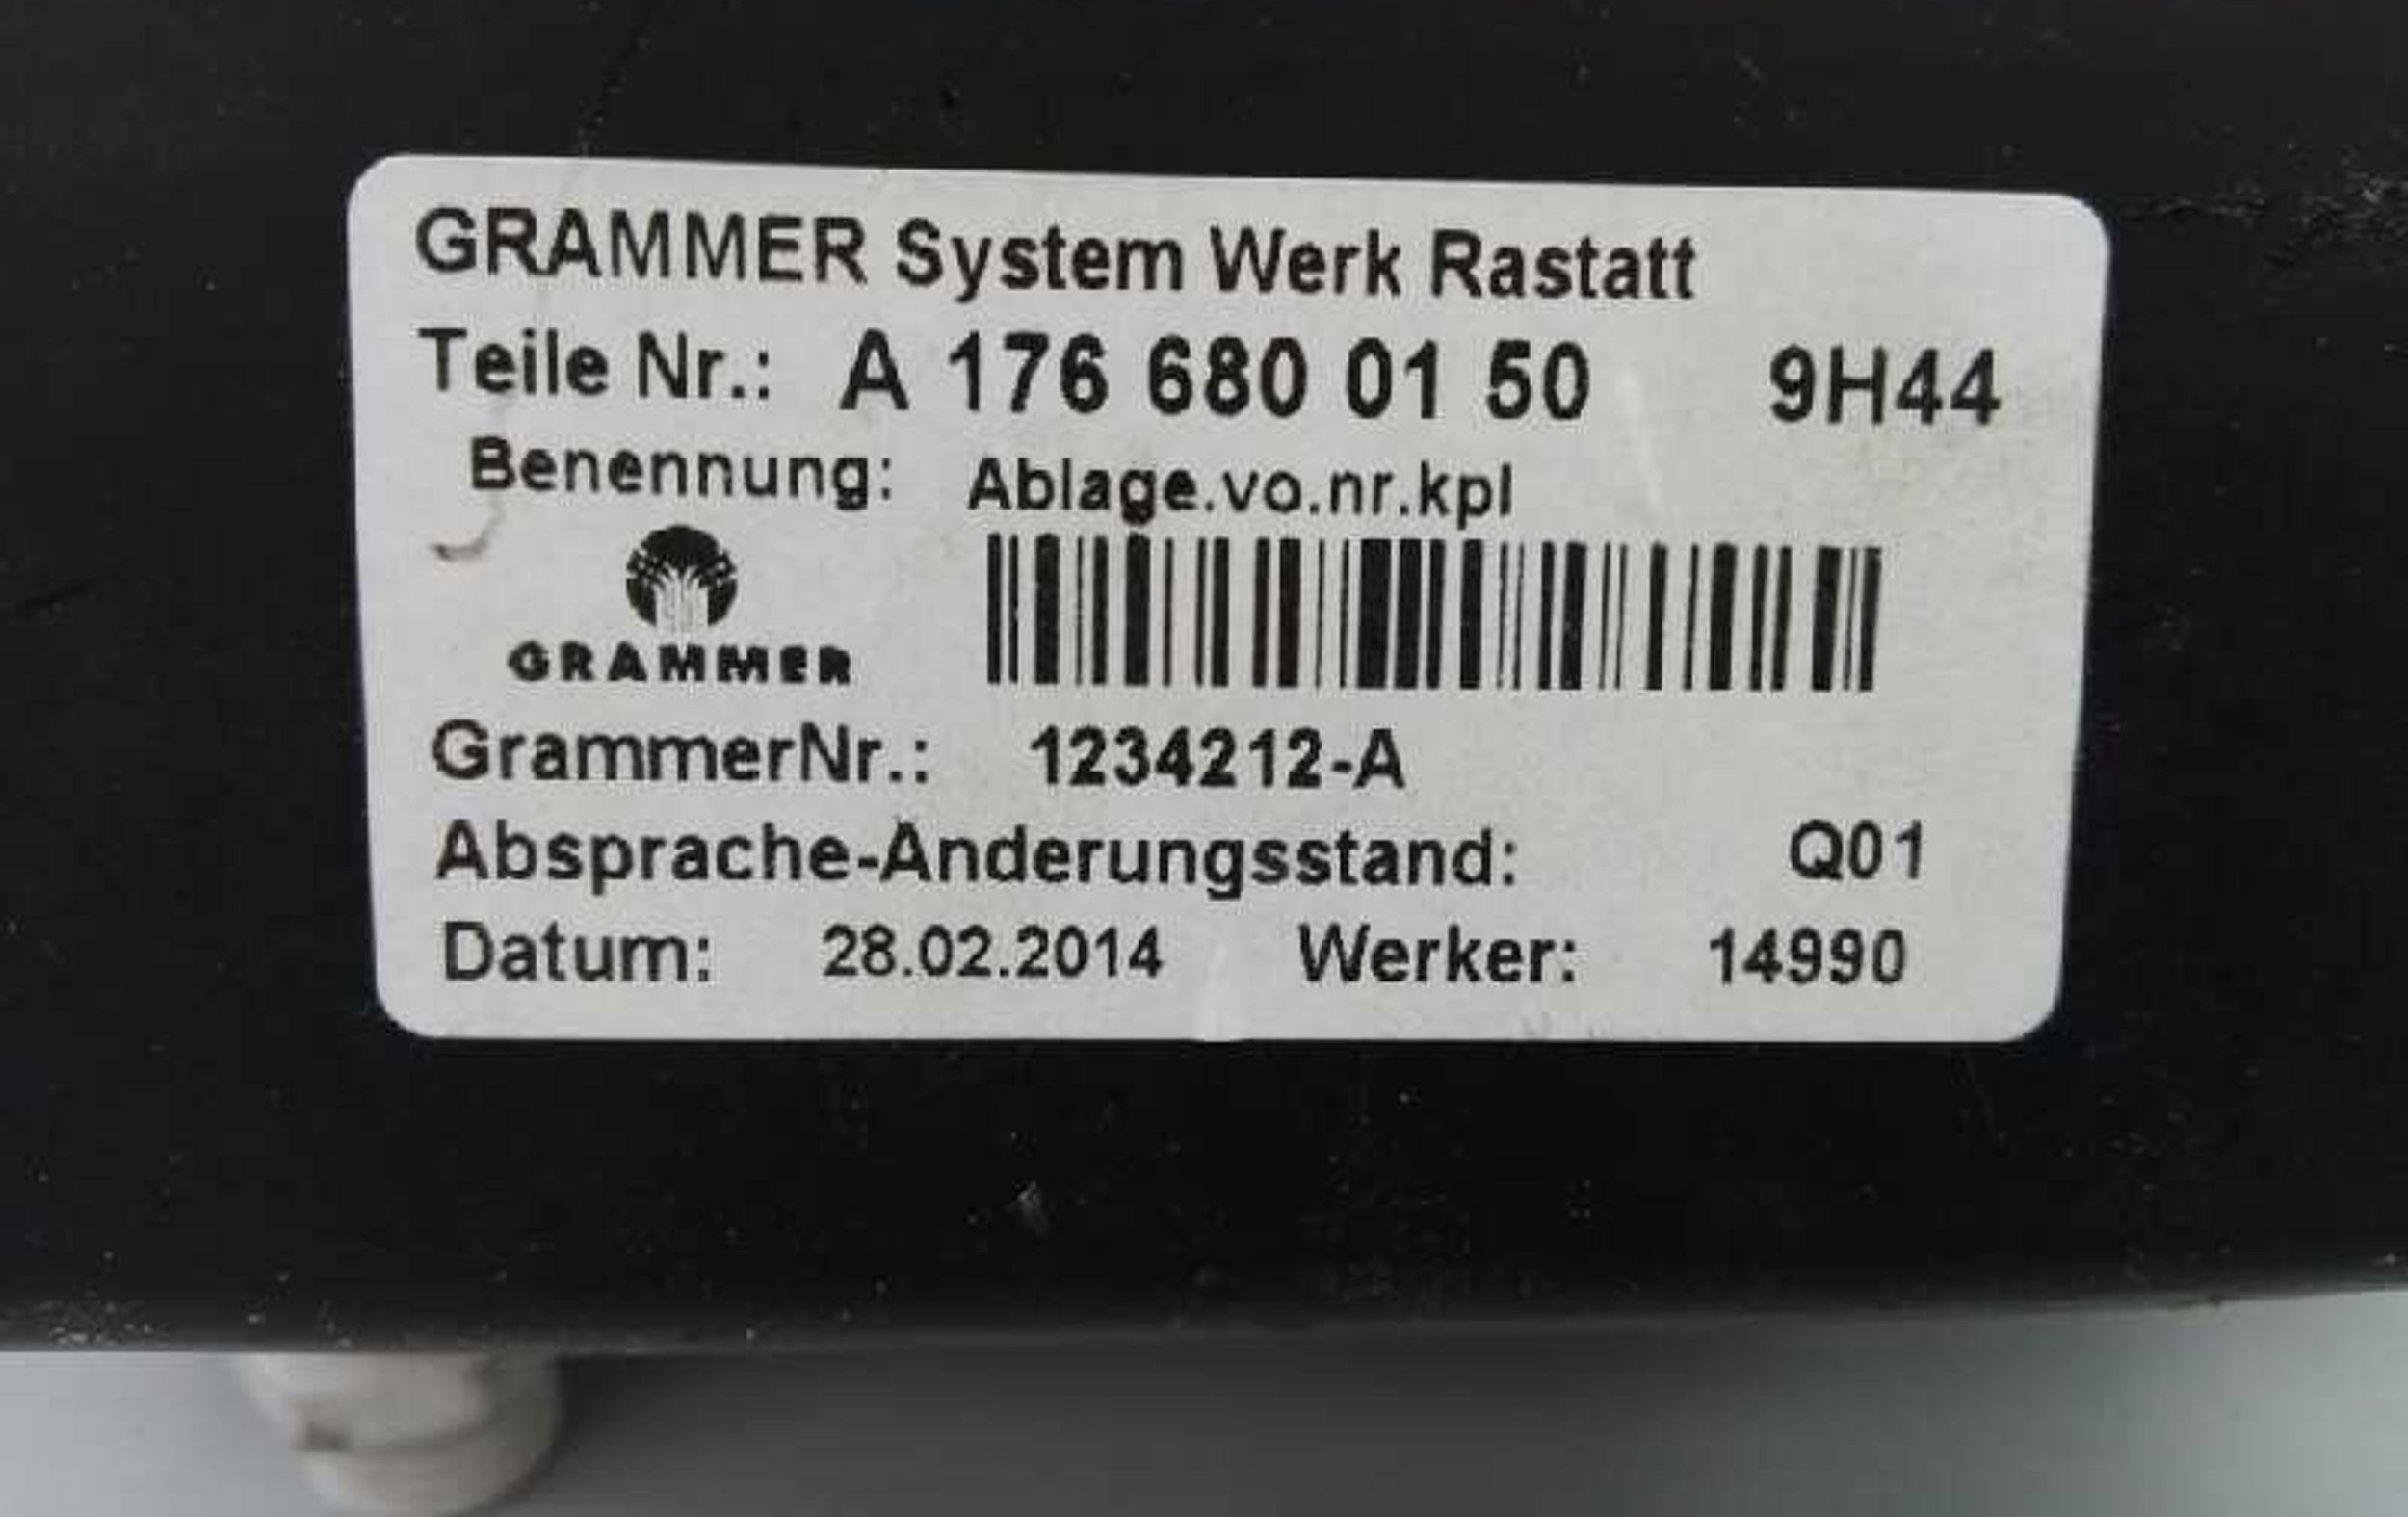 GRAMMER System Werk Rastatt
Teile Nr.: A 176 680 01 50 9H44
Benennung: Ablage.vo.nr.kpl
GRAMMER
GrammerNr.: 1234212-A
Absprache-Änderungsstand: Q01
Datum: 28.02.2014 Werker: 14990